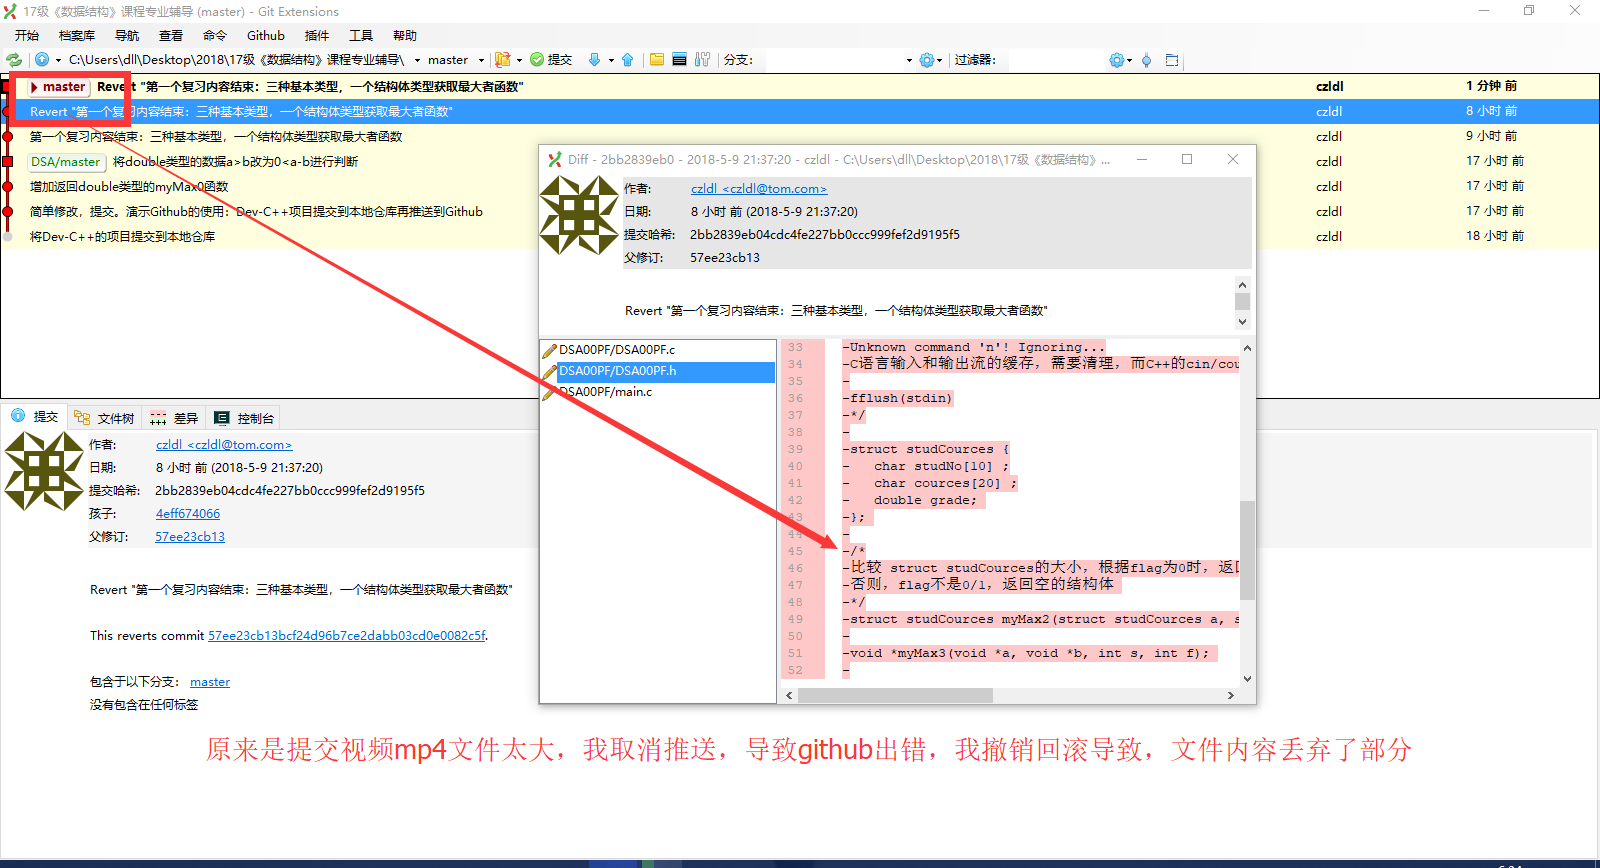 17级《数据结构》课程专业辅导 (master) - Git Extensions
开始 档案库 导航 查看 命令 Github 插件 工具 帮助
C:\Users\dll\Desktop\2018\17级《数据结构》课程专业辅导\ master 提交 分支： 过滤器：
master Revert "第一个复习内容结束：三种基本类型，一个结构体类型获取最大者函数" czldl 1 分钟 前
Revert "第一个复习内容结束：三种基本类型，一个结构体类型获取最大者函数" czldl 8 小时 前
第一个复习内容结束：三种基本类型，一个结构体类型获取最大者函数 czldl 9 小时 前
DSA/master 将double类型的数据a>b改为0<a-b进行判断 czldl 17 小时 前
增加返回double类型的myMax0函数 czldl 17 小时 前
简单修改，提交。演示Github的使用：Dev-C++项目提交到本地仓库再推送到Github czldl 17 小时 前
将Dev-C++的项目提交到本地仓库 czldl 18 小时 前
Diff - 2bb2839eb0 - 2018-5-9 21:37:20 - czldl - C:\Users\dll\Desktop\2018\17级《数据结构》...
作者: czldl <czldl@tom.com>
日期: 8 小时 前 (2018-5-9 21:37:20)
提交哈希: 2bb2839eb04cdc4fe227bb0ccc999fef2d9195f5
父修订: 57ee23cb13
Revert "第一个复习内容结束：三种基本类型，一个结构体类型获取最大者函数"
DSA00PF/DSA00PF.c
DSA00PF/DSA00PF.h
DSA00PF/main.c
33 -Unknown command 'n'! Ignoring...
34 -C语言输入和输出流的缓存，需要清理，而C++的cin/cou
35 -
36 -fflush(stdin)
37 -*/
38 -
39 -struct studCources {
40 - char studNo[10] ;
41 - char cources[20] ;
42 - double grade;
43 -};
44 -
45 -/*
46 -比较 struct studCources的大小，根据flag为0时，返回
47 -否则，flag不是0/1，返回空的结构体
48 -*/
49 -struct studCources myMax2(struct studCources a, s
50 -
51 -void *myMax3(void *a, void *b, int s, int f);
52 -
提交 文件树 差异 控制台
作者: czldl <czldl@tom.com>
日期: 8 小时 前 (2018-5-9 21:37:20)
提交哈希: 2bb2839eb04cdc4fe227bb0ccc999fef2d9195f5
孩子: 4eff674066
父修订: 57ee23cb13
Revert "第一个复习内容结束：三种基本类型，一个结构体类型获取最大者函数"
This reverts commit 57ee23cb13bcf24d96b7ce2dabb03cd0e0082c5f.
包含于以下分支： master
没有包含在任何标签
原来是提交视频mp4文件太大，我取消推送，导致github出错，我撤销回滚导致，文件内容丢弃了部分